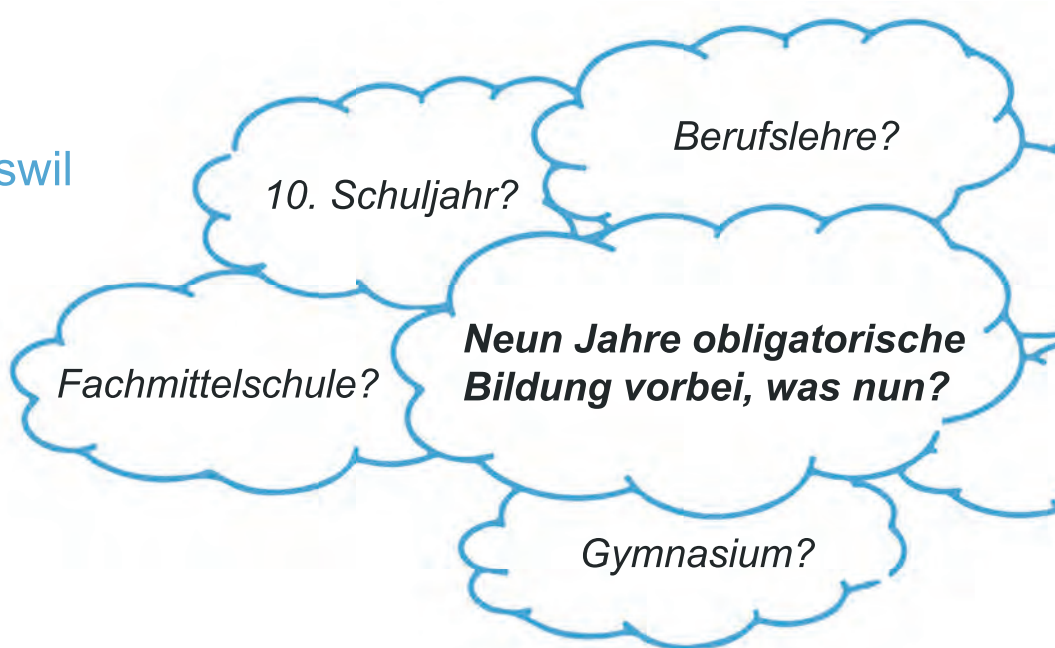 Berufslehre?
swil
10. Schuljahr?
Neun Jahre obligatorische
Bildung vorbei, was nun?
Fachmittelschule?
Gymnasium?